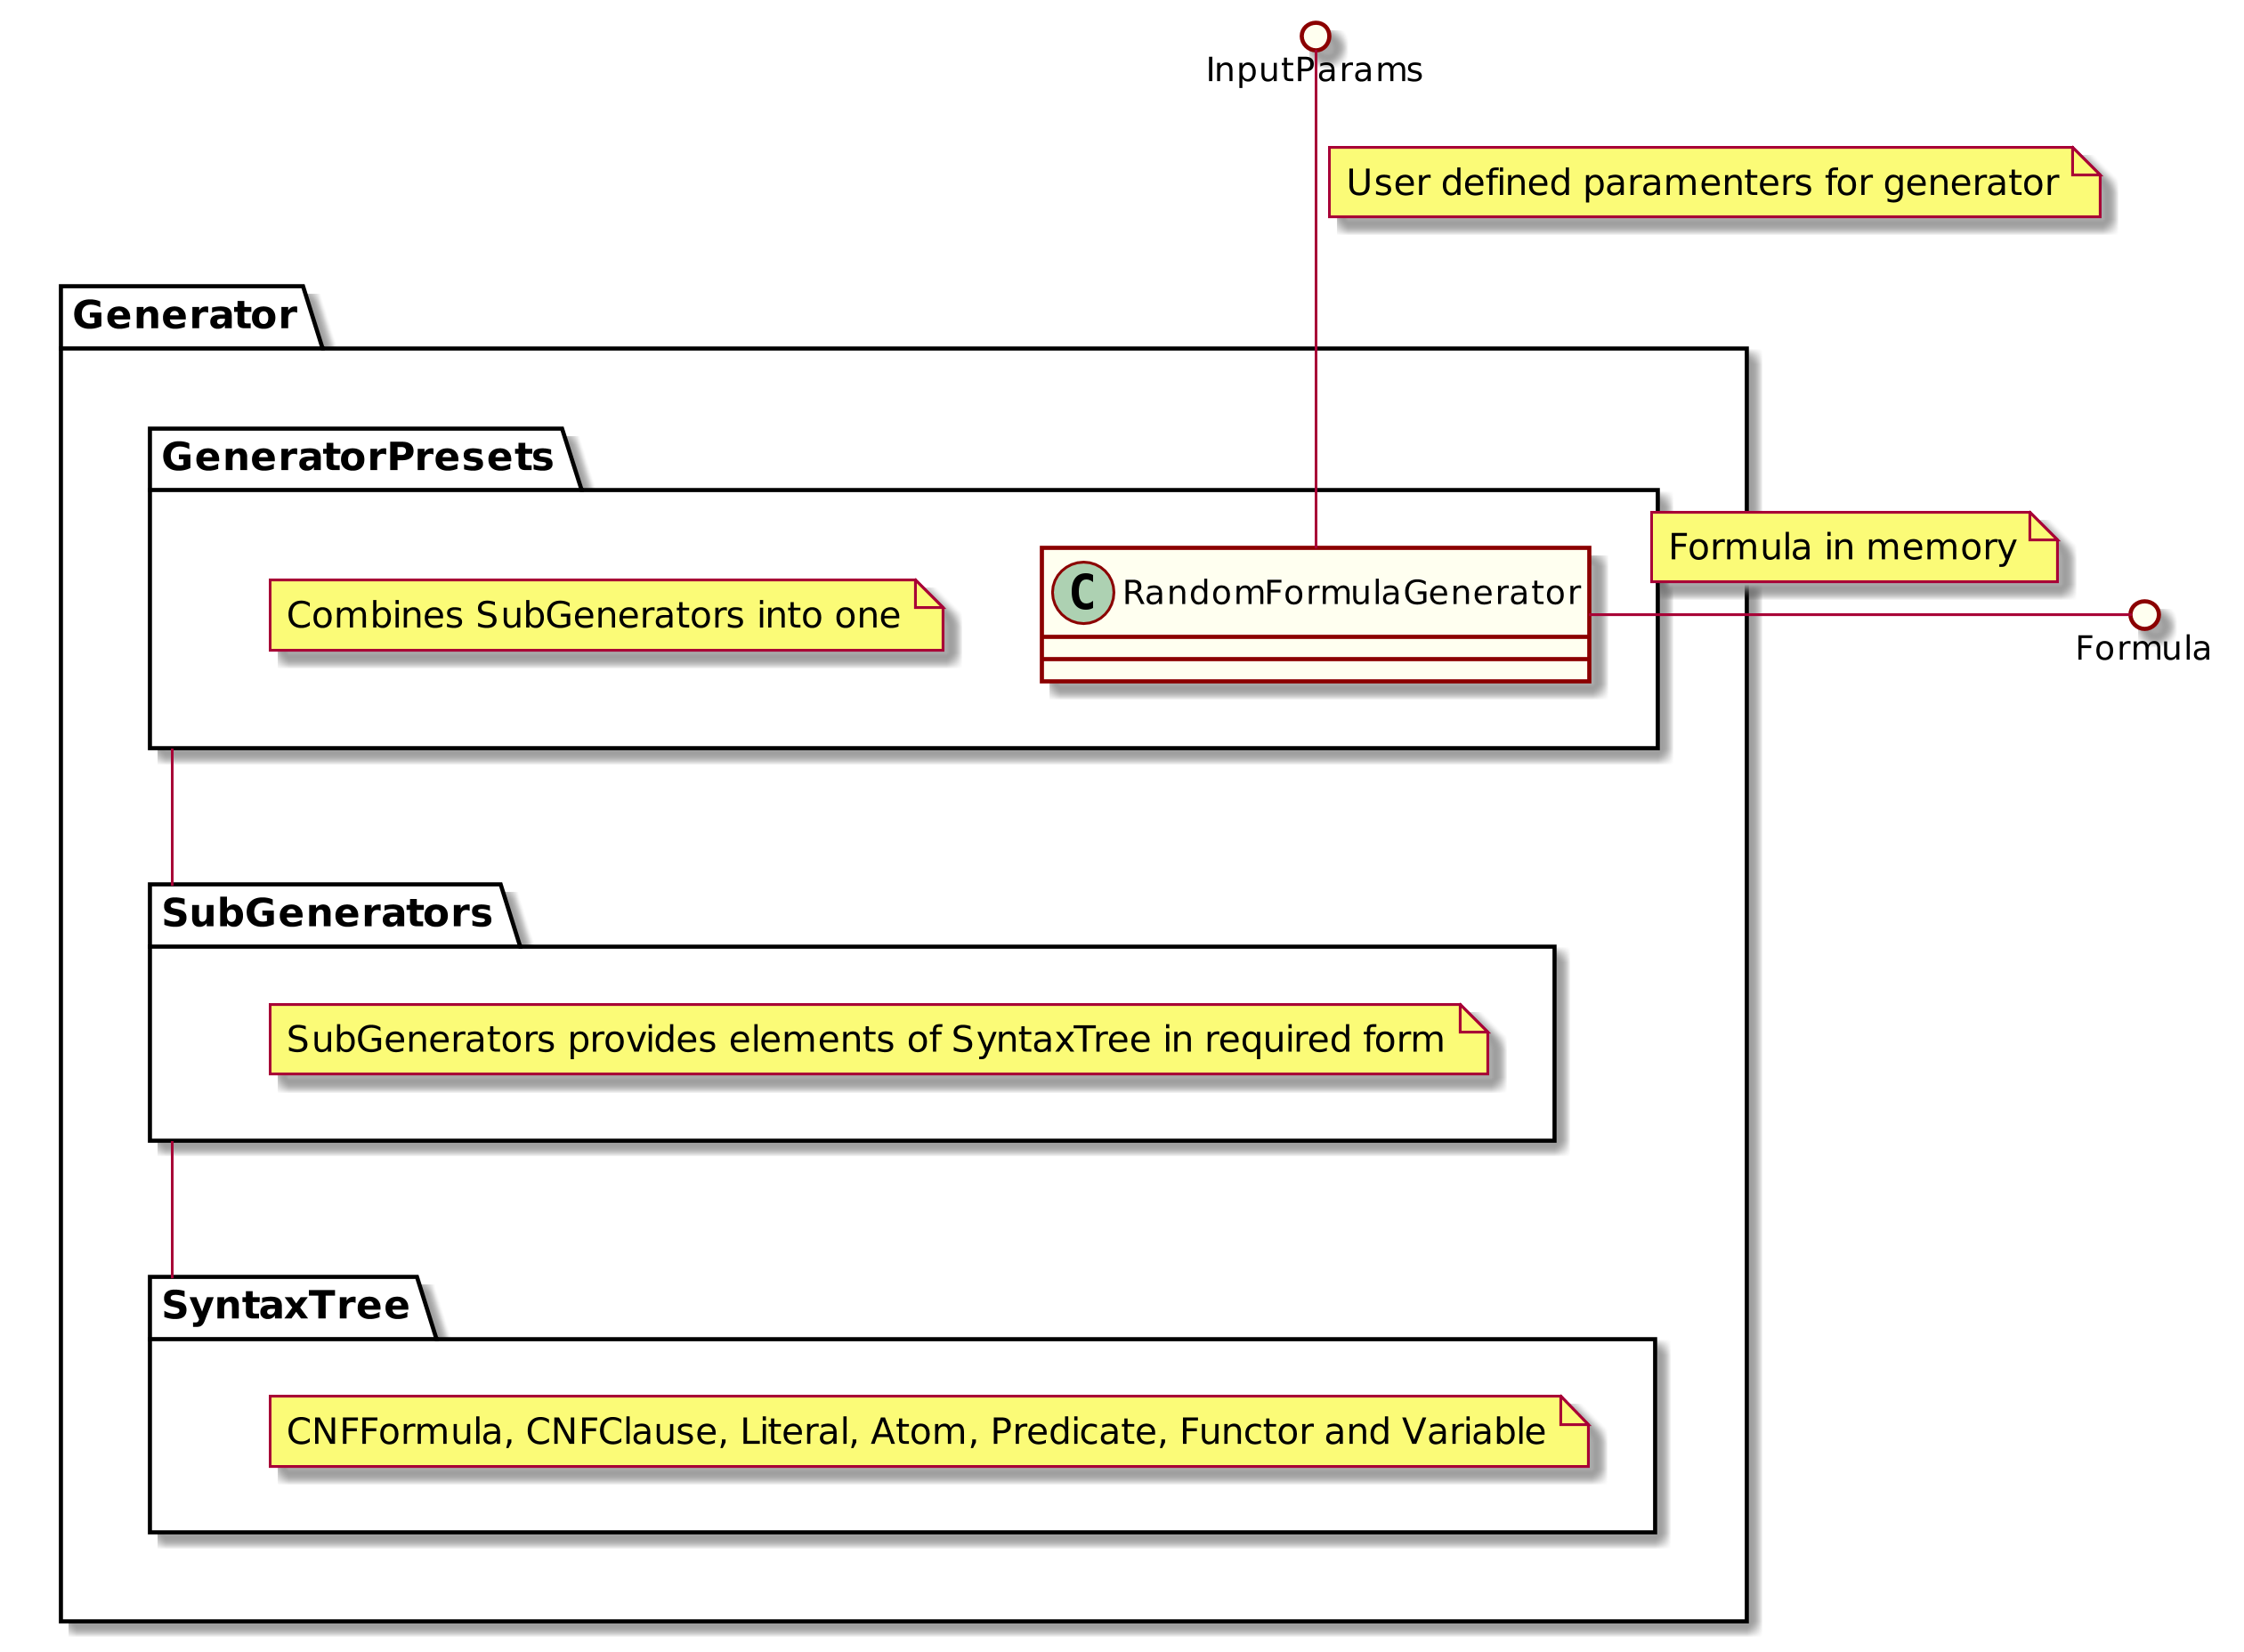 InputParams
User defined paramenters for generator
Generator
GeneratorPresets
Formula in memory
Combines SubGenerators into one
C RandomFormulaGenerator
Formula
SubGenerators
SubGenerators provides elements of SyntaxTree in required form
SyntaxTree
CNFFormula, CNFClause, Literal, Atom, Predicate, Functor and Variable